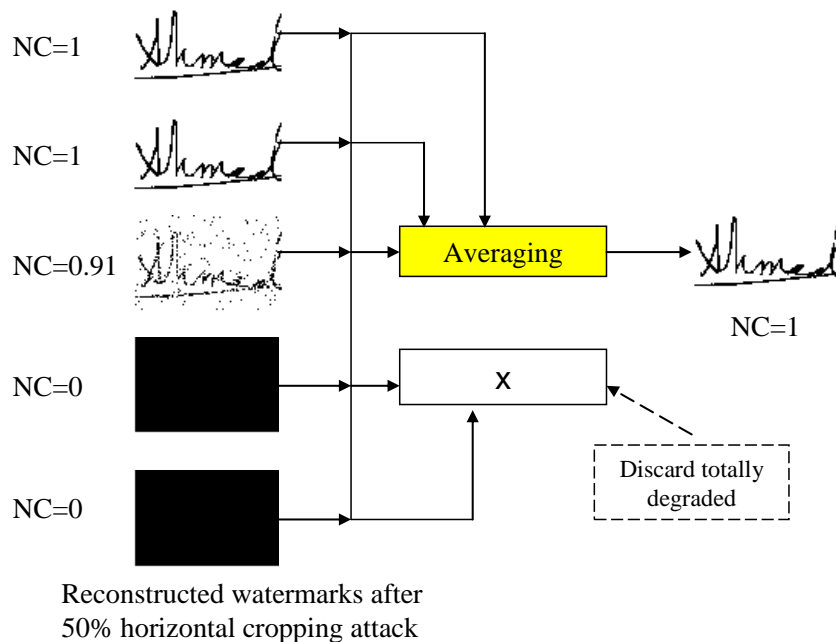 NC=1
NC=1
NC=0.91
Averaging
NC=1
NC=0
x
Discard totally
degraded
NC=0
Reconstructed watermarks after
50% horizontal cropping attack